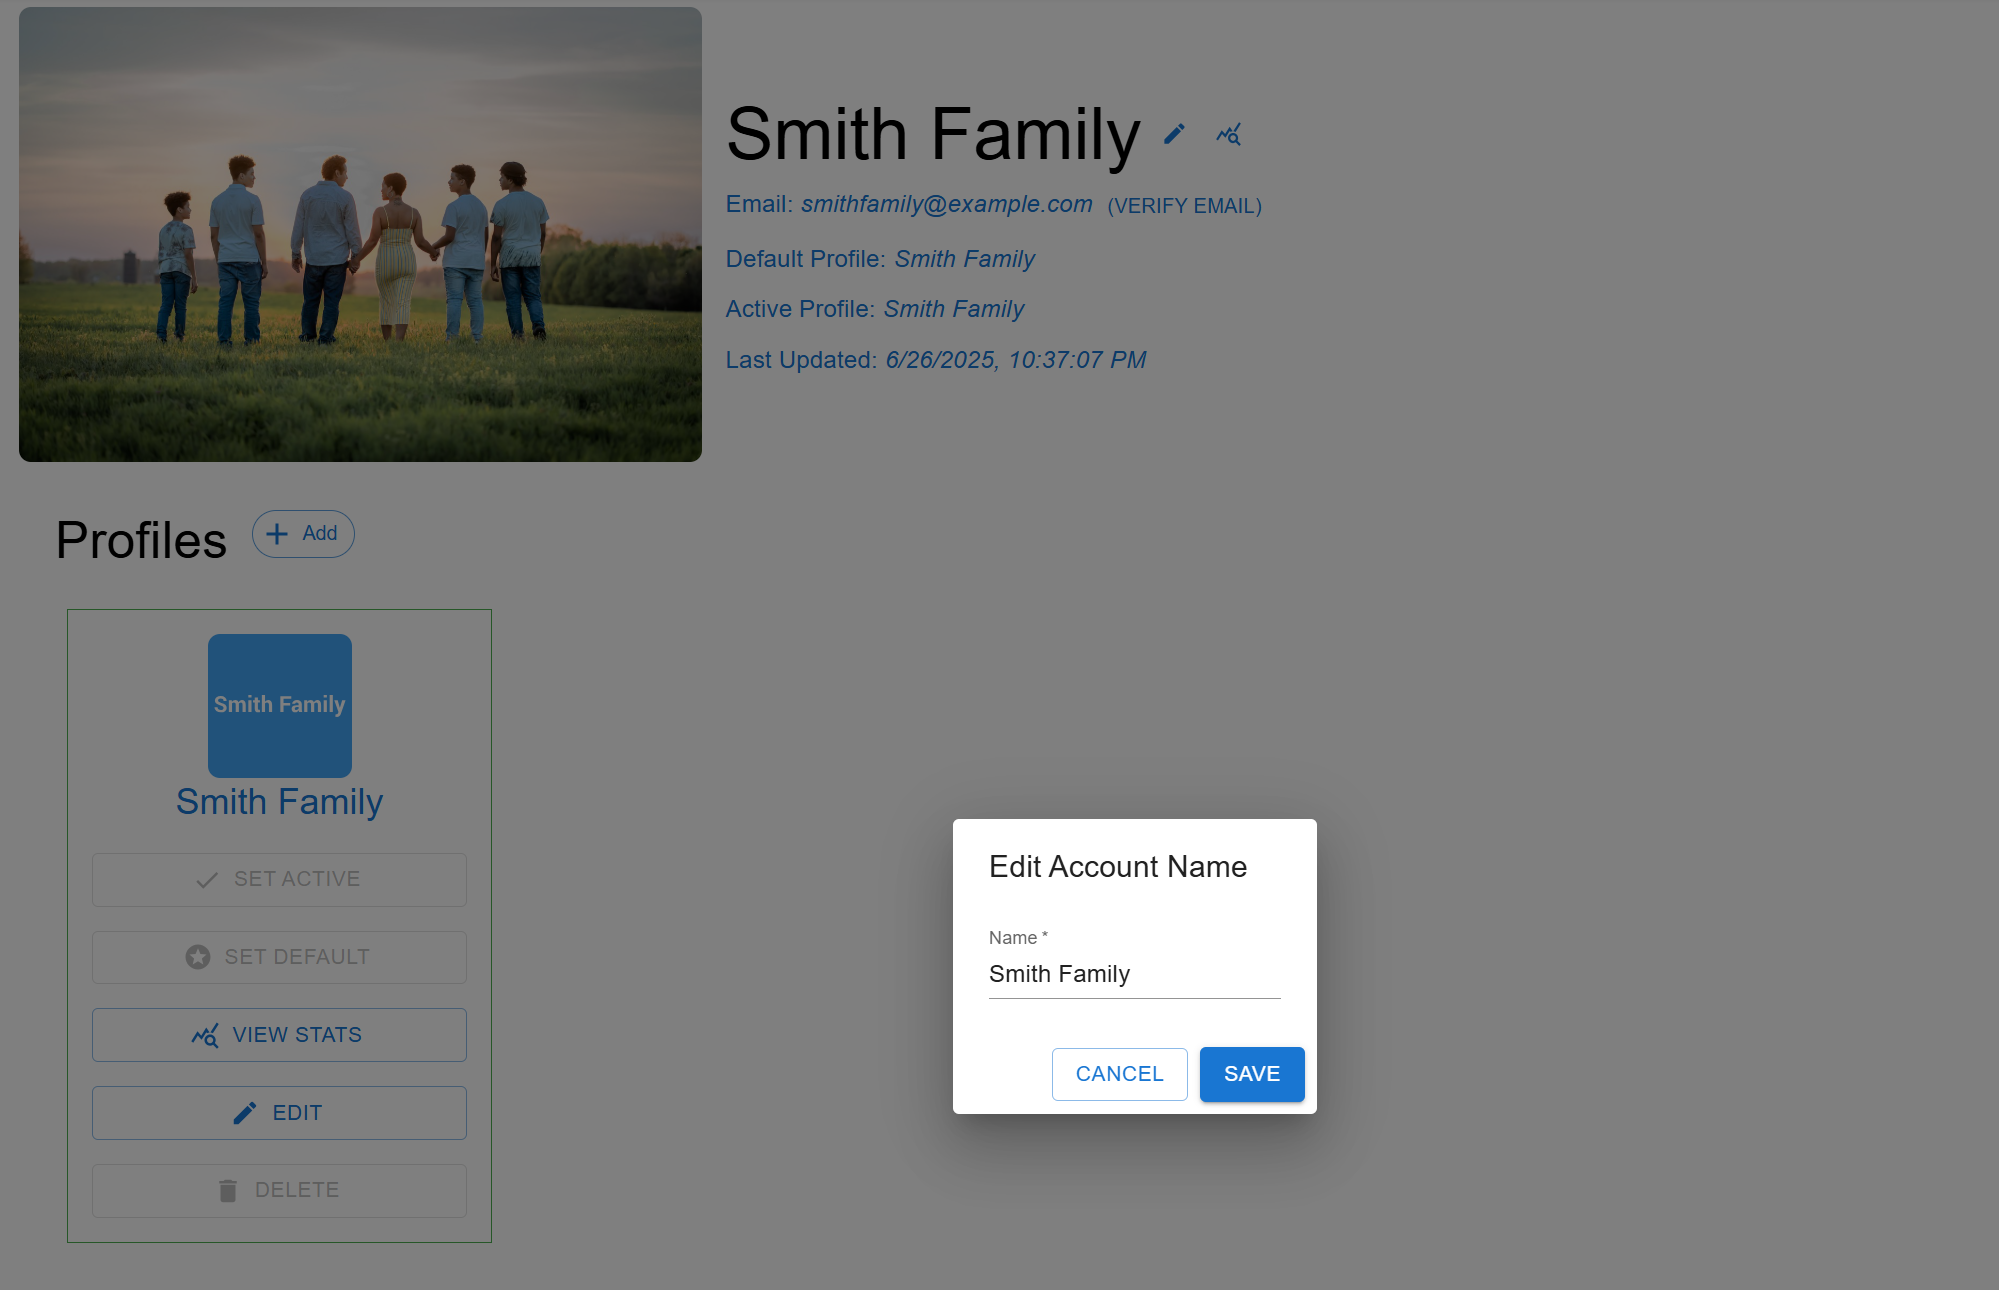 Smith Family
Email: smithfamily@example.com (VERIFY EMAIL)
Default Profile: Smith Family
Active Profile: Smith Family
Last Updated: 6/26/2025, 10:37:07 PM
Profiles
Add
Smith Family
Smith Family
SET ACTIVE
SET DEFAULT
VIEW STATS
EDIT
DELETE
Edit Account Name
Name *
Smith Family
CANCEL
SAVE